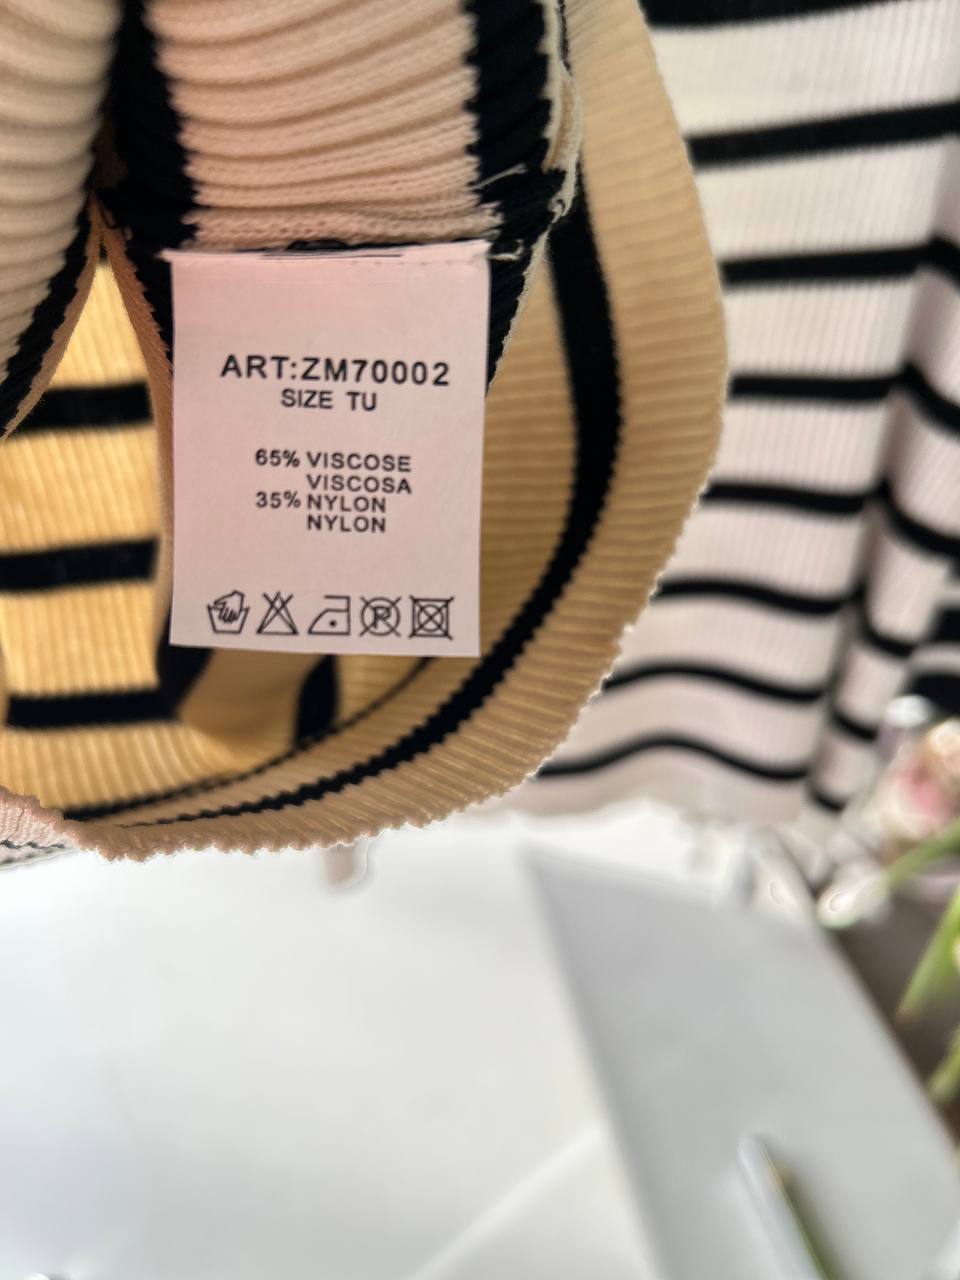 ART:ZM70002
SIZE TU
65% VISCOSE
VISCOSA
35% NYLON
NYLON